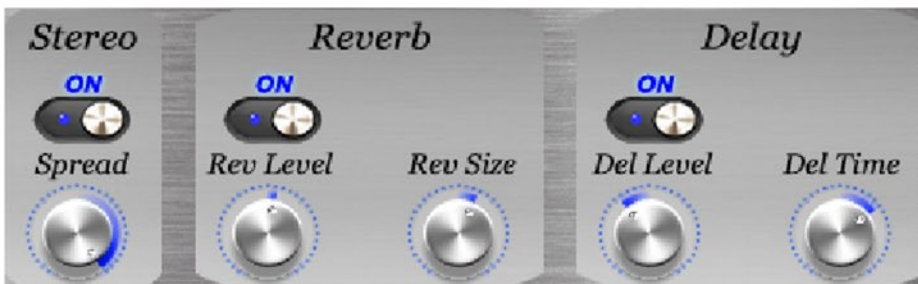 Stereo Reverb Delay
ON ON ON
Spread Rev Level Rev Size Del Level Del Time